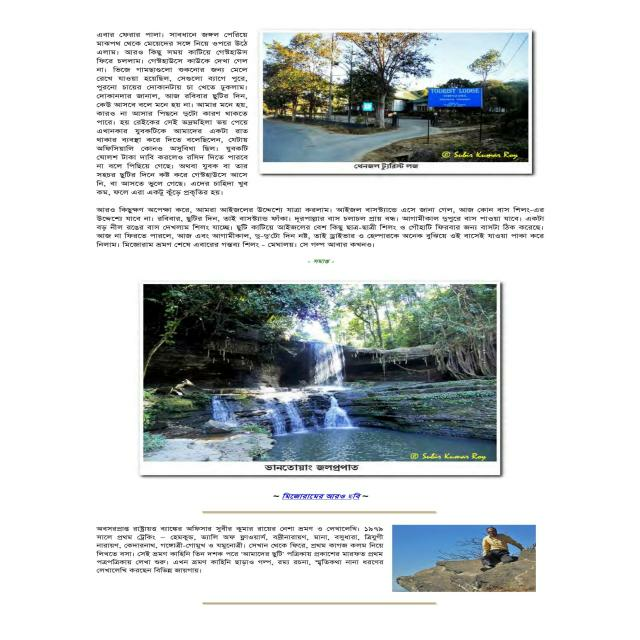 এবার ফেরার পালা। সাবধানে জঙ্গল পেরিয়ে
মাঝপথ থেকে মেয়েদের সঙ্গে নিয়ে ওপরে উঠে
এলাম। আরও কিছু সময় কাটিয়ে গেস্টহাউস
ফিরে চললাম। গেস্টহাউসে কাউকে দেখা গেল
না। ভিজে গামছাগুলো শুকনোর জন্য মেলে
রেখে যাওয়া হয়েছিল, সেগুলো ব্যাগে পুরে,
পুরনো চায়ের দোকানটায় চা খেতে ঢুকলাম।
দোকানদার জানাল, আজ রবিবার ছুটির দিন,
কেউ আসবে বলে মনে হয় না। আমার মনে হয়,
কারও না আসার পিছনে দুটো কারণ থাকতে
পারে। হয় রেইকের সেই ভদ্রমহিলা ভয় পেয়ে
এখানকার যুবকটিকে আমাদের একটা রাত
থাকার ব্যবস্থা করে দিতে বলেছিলেন, যেটায়
অফিসিয়ালি কোনও অসুবিধা ছিল। যুবকটি
ষোলশ টাকা দাবি করলেও রসিদ দিতে পারবে
না বলে পিছিয়ে গেছে। অথবা যুবক বা তার
সহচর ছুটির দিনে কষ্ট করে গেস্টহাউসে আসে
নি, বা আসতে ভুলে গেছে। এদের চাহিদা খুব
কম, ফলে এরা একটু কুঁড়ে প্রকৃতির হয়।
TOURIST LODGE
© Subir Kumar Roy
থেনজল ট্যুরিস্ট লজ
আরও কিছুক্ষণ অপেক্ষা করে, আমরা আইজলের উদ্দেশ্যে যাত্রা করলাম। আইজল বাসস্ট্যান্ডে এসে জানা গেল, আজ কোন বাস শিলং-এর
উদ্দেশ্যে যাবে না। রবিবার, ছুটির দিন, তাই বাসস্ট্যান্ড ফাঁকা। দূরপাল্লার বাস চলাচল প্রায় বন্ধ। আগামীকাল দুপুরে বাস পাওয়া যাবে। একটা
বড় নীল রঙের বাস দেখলাম শিলং যাচ্ছে। ছুটি কাটিয়ে আইজলের বেশ কিছু ছাত্র-ছাত্রী শিলং ও গৌহাটি ফিরবার জন্য বাসটা ঠিক করেছে।
আজ না ফিরতে পারলে, আজ এবং আগামীকাল, দু-দুটো দিন নষ্ট, তাই ড্রাইভার ও হেল্পারকে অনেক বুঝিয়ে ওই বাসেই যাওয়া পাকা করে
নিলাম। মিজোরাম ভ্রমণ শেষে এবারের গন্তব্য শিলং – মেঘালয়। সে গল্প আবার কখনও।
- সমাপ্ত -
© Subir Kumar Roy
ভানতোয়াং জলপ্রপাত
~ মিজোরামের আরও ছবি ~
অবসরপ্রাপ্ত রাষ্ট্রায়ত্ত ব্যাঙ্কের অফিসার সুবীর কুমার রায়ের নেশা ভ্রমণ ও লেখালেখি। ১৯৭৯
সালে প্রথম ট্রেকিং — হেমকুন্ড, ভ্যালি অফ ফ্লাওয়ার্স, বদ্রীনারায়ণ, মানা, বসুধারা, ত্রিযুগী
নারায়ণ, কেদারনাথ, গঙ্গোত্রী-গোমুখ ও যমুনোত্রী। সেখান থেকে ফিরে, প্রথম কাগজ কলম নিয়ে
লিখতে বসা। সেই ভ্রমণ কাহিনি তিন দশক পরে 'আমাদের ছুটি' পত্রিকায় প্রকাশের মারফত প্রথম
পত্রপত্রিকায় লেখা শুরু। এখন ভ্রমণ কাহিনি ছাড়াও গল্প, রম্য রচনা, স্মৃতিকথা নানা ধরণের
লেখালেখি করছেন বিভিন্ন জায়গায়।